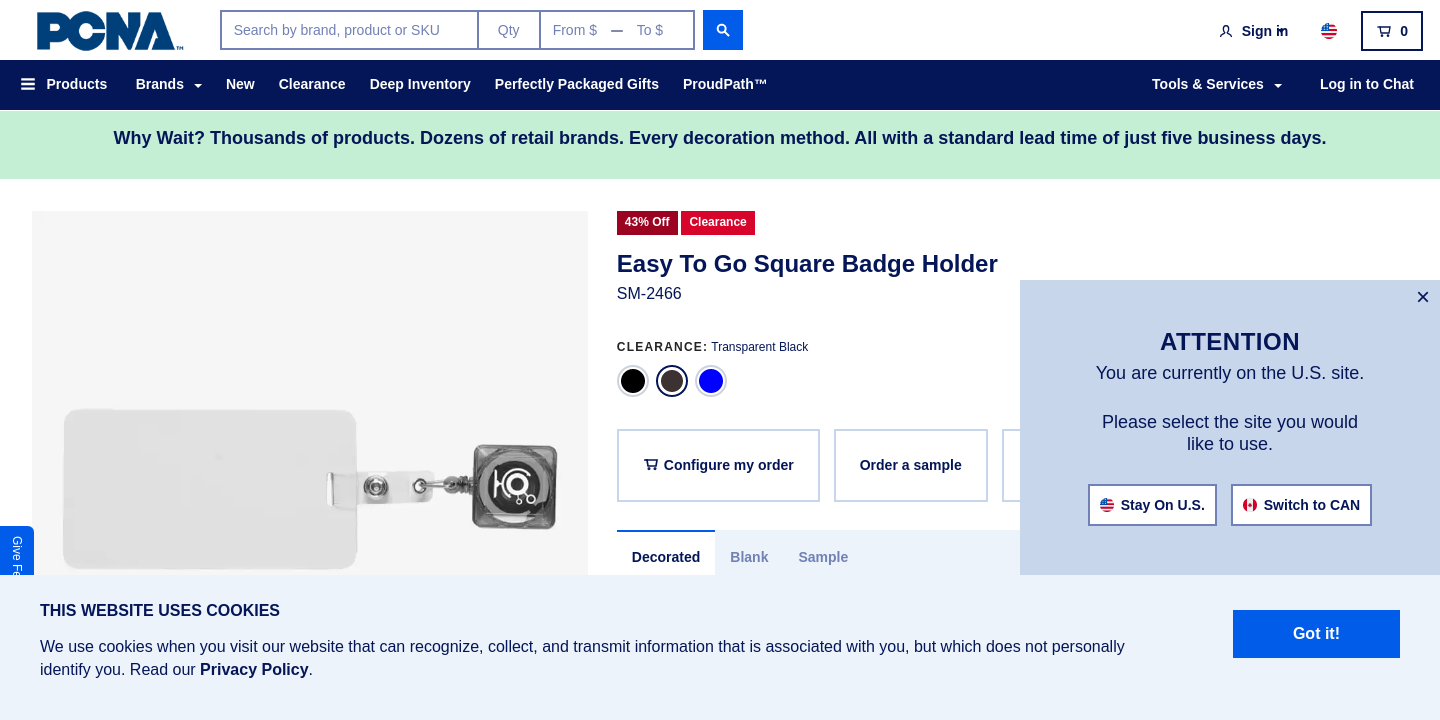 PCNA™
Search by brand, product or SKU Qty From $ — To $
Sign in
0
Products Brands New Clearance Deep Inventory Perfectly Packaged Gifts ProudPath™ Tools & Services Log in to Chat
Why Wait? Thousands of products. Dozens of retail brands. Every decoration method. All with a standard lead time of just five business days.
43% Off Clearance
Easy To Go Square Badge Holder
SM-2466
CLEARANCE: Transparent Black
Configure my order Order a sample
Decorated Blank Sample
×
ATTENTION
You are currently on the U.S. site.
Please select the site you would
like to use.
Stay On U.S. Switch to CAN
Give Fe
THIS WEBSITE USES COOKIES
We use cookies when you visit our website that can recognize, collect, and transmit information that is associated with you, but which does not personally
identify you. Read our Privacy Policy.
Got it!